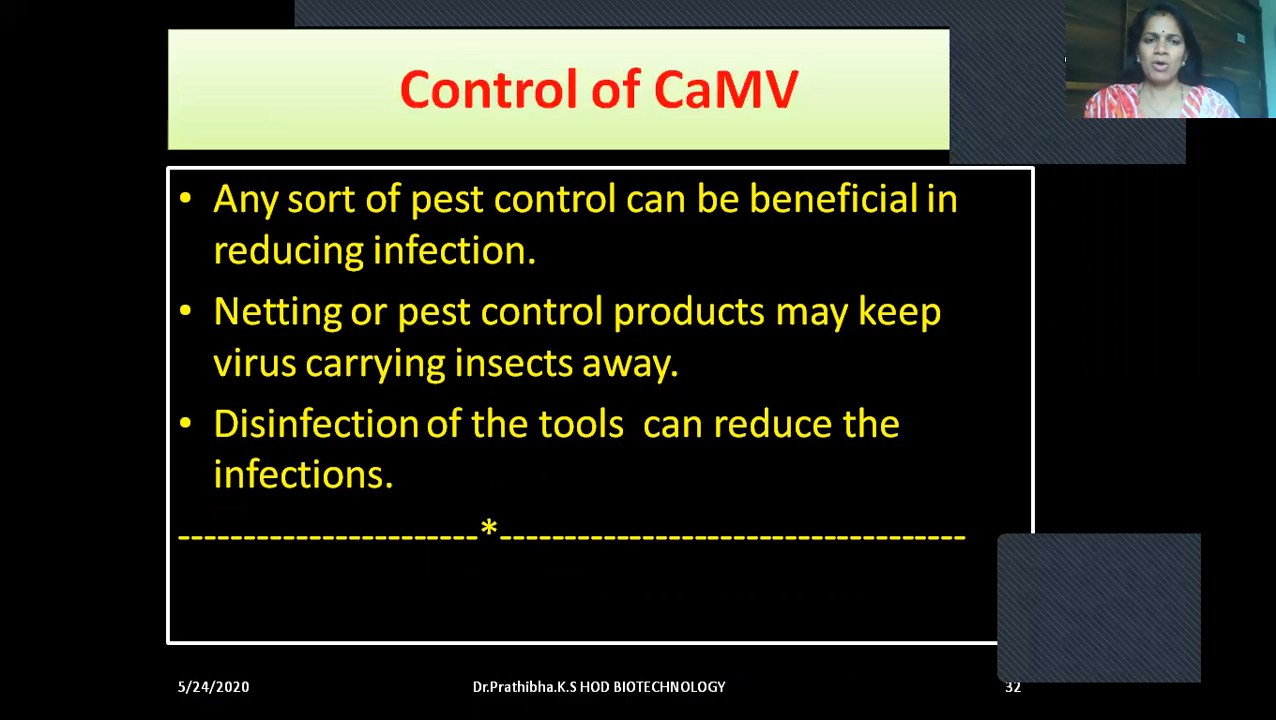 Control of CaMV
• Any sort of pest control can be beneficial in
reducing infection.
• Netting or pest control products may keep
virus carrying insects away.
• Disinfection of the tools  can reduce the
infections.
-----------------------*------------------------------------
5/24/2020
Dr.Prathibha.K.S HOD BIOTECHNOLOGY
32